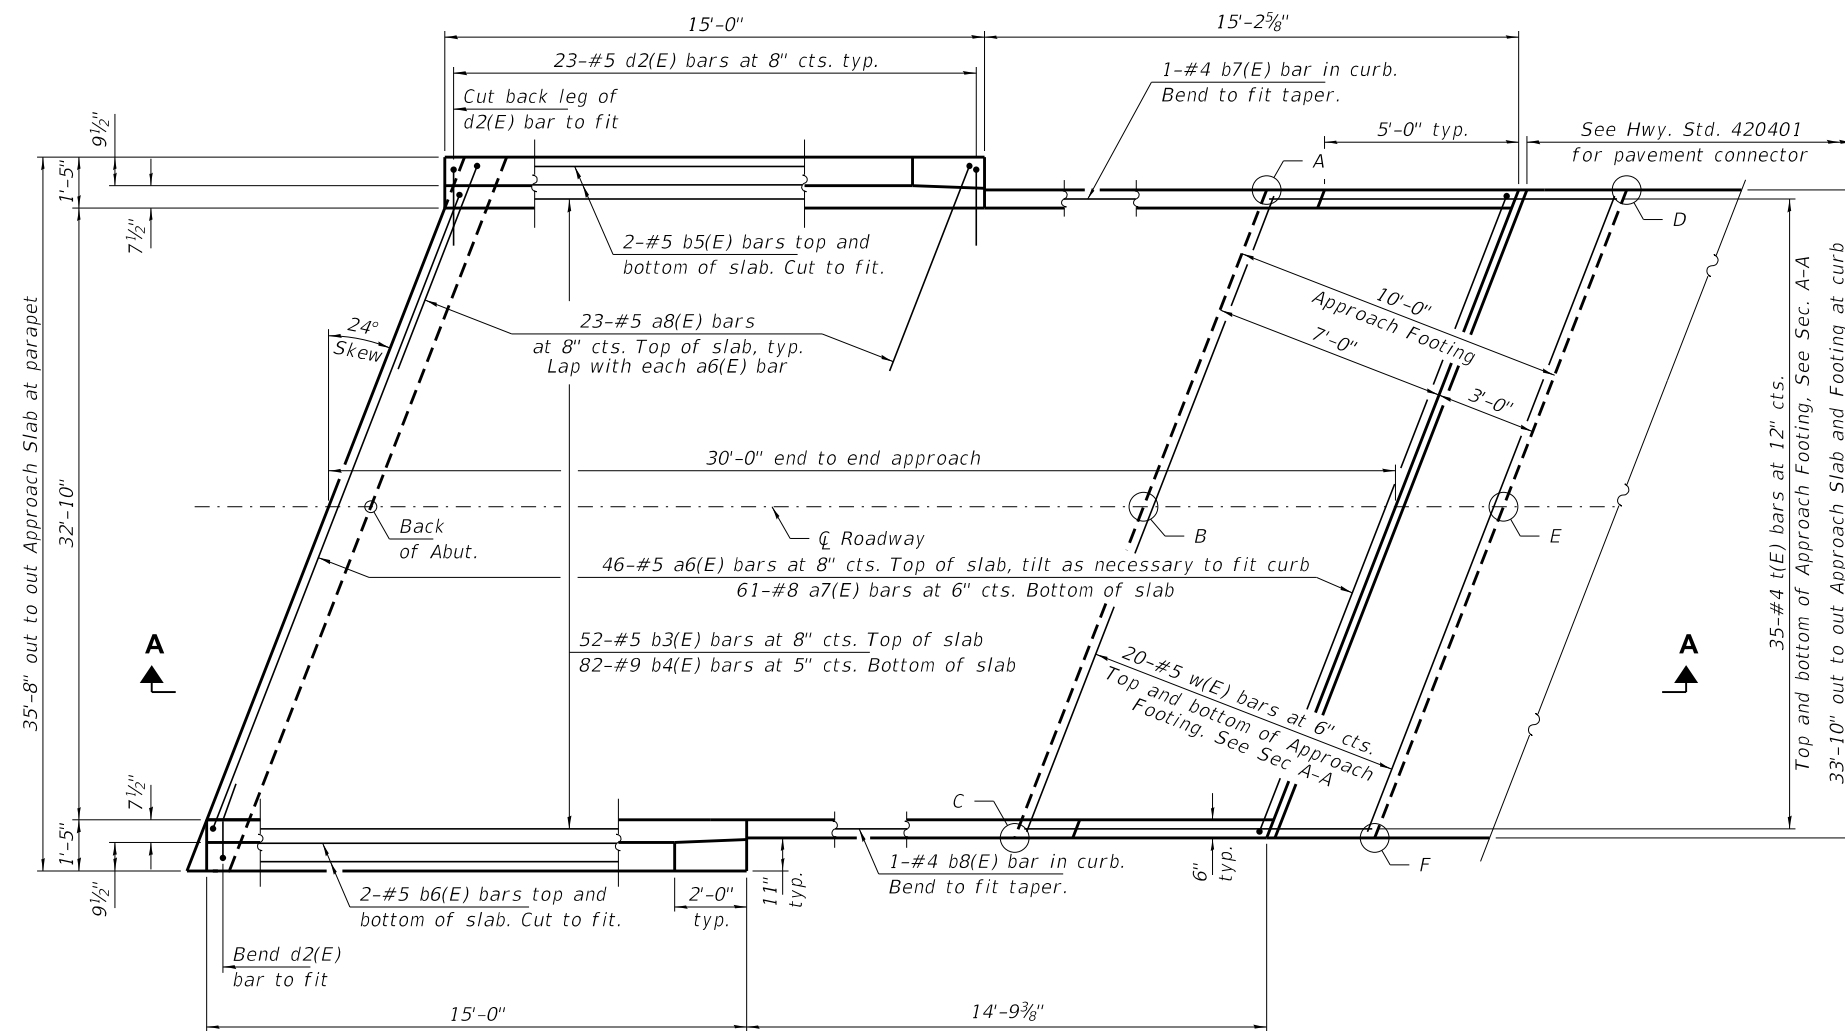 15'-0"
15'-2⅝"
23-#5 d2(E) bars at 8" cts. typ.
1-#4 b7(E) bar in curb.
Bend to fit taper.
Cut back leg of
d2(E) bar to fit
5'-0" typ.
See Hwy. Std. 420401
for pavement connector
9½"
1'-5"
7½"
A
D
2-#5 b5(E) bars top and
bottom of slab. Cut to fit.
24°
Skew
23-#5 a8(E) bars
at 8" cts. Top of slab, typ.
Lap with each a6(E) bar
10'-0"
Approach Footing
7'-0"
3'-0"
35'-8" out to out Approach Slab at parapet
32'-10"
30'-0" end to end approach
Back
of Abut.
℄ Roadway
B
E
46-#5 a6(E) bars at 8" cts. Top of slab, tilt as necessary to fit curb
61-#8 a7(E) bars at 6" cts. Bottom of slab
35-#4 t(E) bars at 12" cts.
Top and bottom of Approach Footing, See Sec. A-A
33'-10" out to out Approach Slab and Footing at curb
A
A
52-#5 b3(E) bars at 8" cts. Top of slab
82-#9 b4(E) bars at 5" cts. Bottom of slab
20-#5 w(E) bars at 6" cts.
Top and bottom of Approach
Footing. See Sec A-A
7½"
1'-5"
9½"
C
F
1-#4 b8(E) bar in curb.
Bend to fit taper.
6"
typ.
11"
typ.
2'-0"
typ.
2-#5 b6(E) bars top and
bottom of slab. Cut to fit.
Bend d2(E)
bar to fit
15'-0"
14'-9⅜"